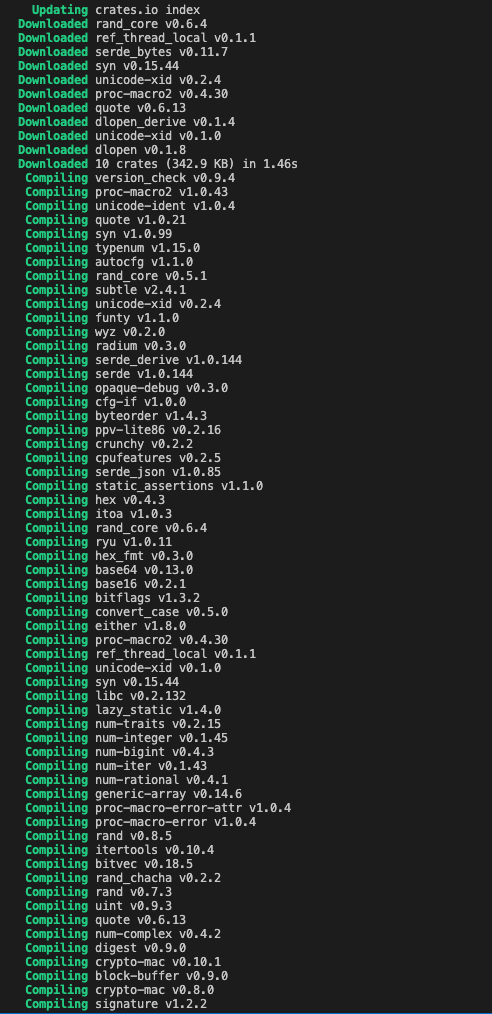 Updating crates.io index
Downloaded rand_core v0.6.4
Downloaded ref_thread_local v0.1.1
Downloaded serde_bytes v0.11.7
Downloaded syn v0.15.44
Downloaded unicode-xid v0.2.4
Downloaded proc-macro2 v0.4.30
Downloaded quote v0.6.13
Downloaded dlopen_derive v0.1.4
Downloaded unicode-xid v0.1.0
Downloaded dlopen v0.1.8
Downloaded 10 crates (342.9 KB) in 1.46s
Compiling version_check v0.9.4
Compiling proc-macro2 v1.0.43
Compiling unicode-ident v1.0.4
Compiling quote v1.0.21
Compiling syn v1.0.99
Compiling typenum v1.15.0
Compiling autocfg v1.1.0
Compiling rand_core v0.5.1
Compiling subtle v2.4.1
Compiling unicode-xid v0.2.4
Compiling funty v1.1.0
Compiling wyz v0.2.0
Compiling radium v0.3.0
Compiling serde_derive v1.0.144
Compiling serde v1.0.144
Compiling opaque-debug v0.3.0
Compiling cfg-if v1.0.0
Compiling byteorder v1.4.3
Compiling ppv-lite86 v0.2.16
Compiling crunchy v0.2.2
Compiling cpufeatures v0.2.5
Compiling serde_json v1.0.85
Compiling static_assertions v1.1.0
Compiling hex v0.4.3
Compiling itoa v1.0.3
Compiling rand_core v0.6.4
Compiling ryu v1.0.11
Compiling hex_fmt v0.3.0
Compiling base64 v0.13.0
Compiling base16 v0.2.1
Compiling bitflags v1.3.2
Compiling convert_case v0.5.0
Compiling either v1.8.0
Compiling proc-macro2 v0.4.30
Compiling ref_thread_local v0.1.1
Compiling unicode-xid v0.1.0
Compiling syn v0.15.44
Compiling libc v0.2.132
Compiling lazy_static v1.4.0
Compiling num-traits v0.2.15
Compiling num-integer v0.1.45
Compiling num-bigint v0.4.3
Compiling num-iter v0.1.43
Compiling num-rational v0.4.1
Compiling generic-array v0.14.6
Compiling proc-macro-error-attr v1.0.4
Compiling proc-macro-error v1.0.4
Compiling rand v0.8.5
Compiling itertools v0.10.4
Compiling bitvec v0.18.5
Compiling rand_chacha v0.2.2
Compiling rand v0.7.3
Compiling uint v0.9.3
Compiling quote v0.6.13
Compiling num-complex v0.4.2
Compiling digest v0.9.0
Compiling crypto-mac v0.10.1
Compiling block-buffer v0.9.0
Compiling crypto-mac v0.8.0
Compiling signature v1.2.2